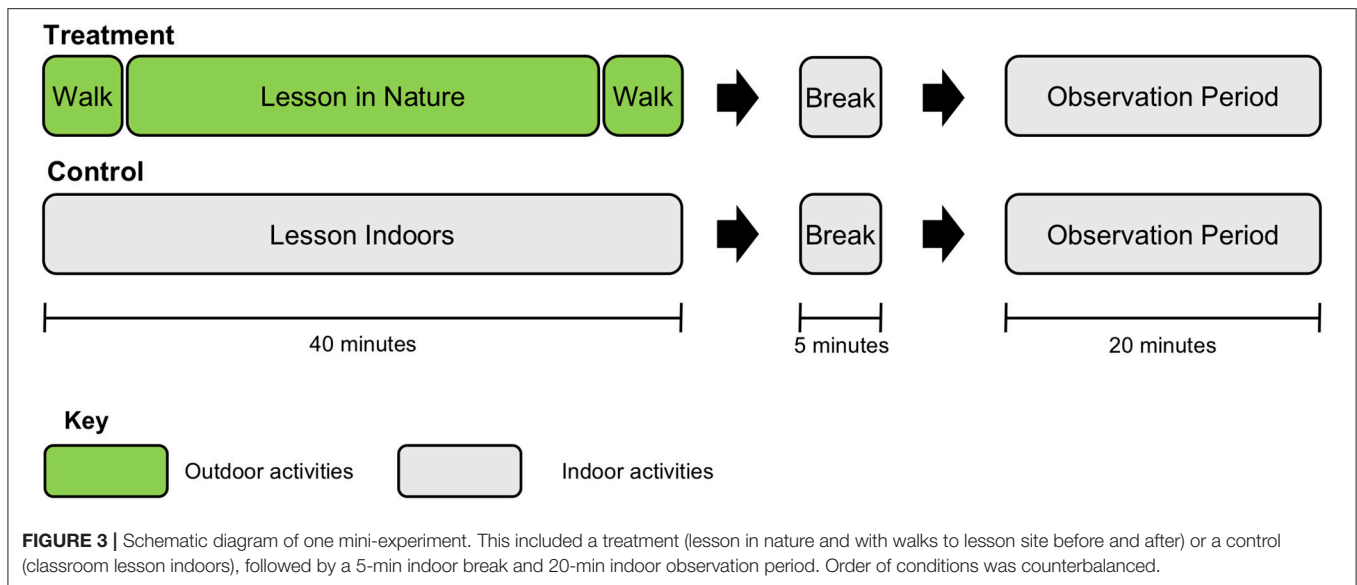 Treatment
Walk Lesson in Nature Walk Break Observation Period
Control
Lesson Indoors Break Observation Period
40 minutes 5 minutes 20 minutes
Key
Outdoor activities Indoor activities
FIGURE 3 | Schematic diagram of one mini-experiment. This included a treatment (lesson in nature and with walks to lesson site before and after) or a control
(classroom lesson indoors), followed by a 5-min indoor break and 20-min indoor observation period. Order of conditions was counterbalanced.